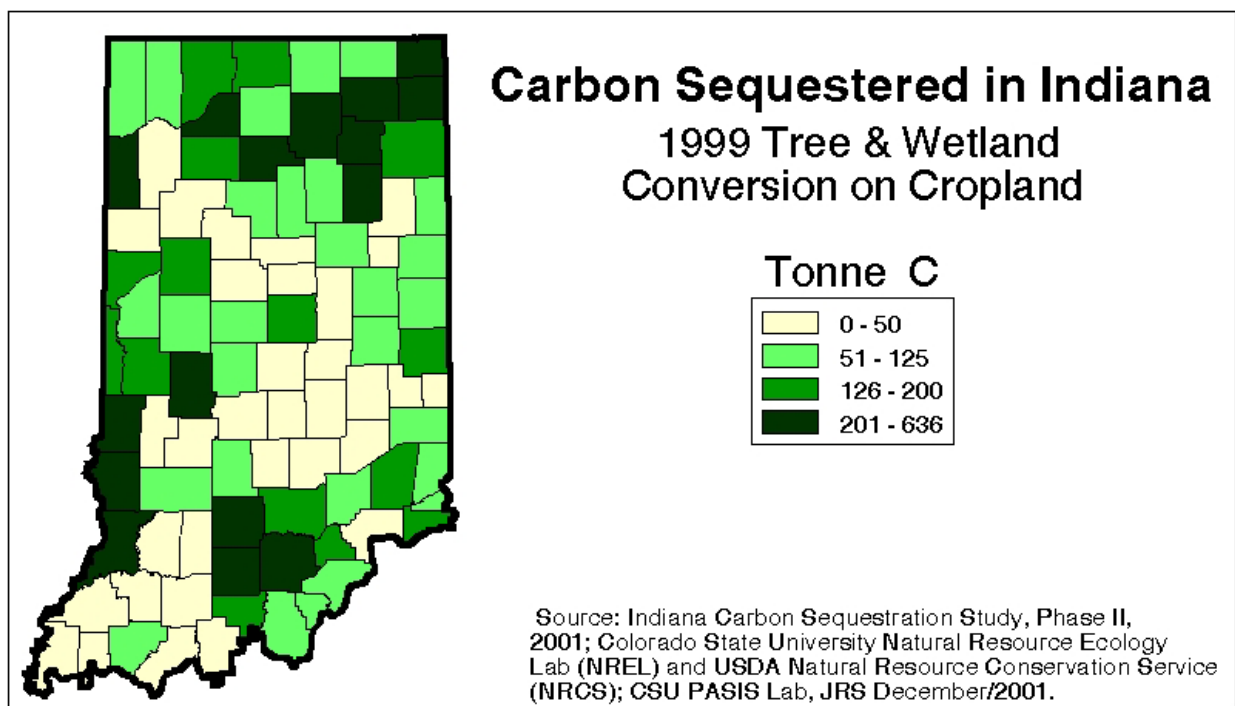 Carbon Sequestered in Indiana
1999 Tree & Wetland
Conversion on Cropland
Tonne C
0 - 50
51 - 125
126 - 200
201 - 636
Source: Indiana Carbon Sequestration Study, Phase II,
2001; Colorado State University Natural Resource Ecology
Lab (NREL) and USDA Natural Resource Conservation Service
(NRCS); CSU PASIS Lab, JRS December/2001.